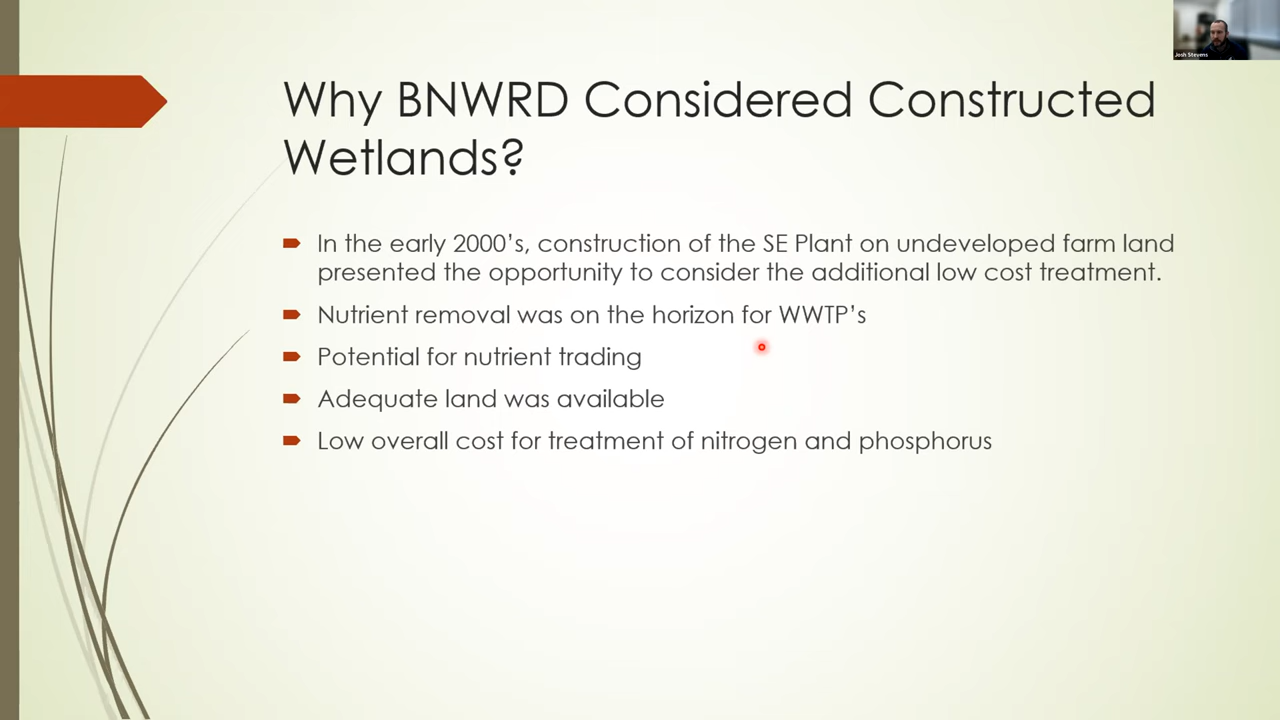 Josh Stevens
Why BNWRD Considered Constructed
Wetlands?
In the early 2000's, construction of the SE Plant on undeveloped farm land
presented the opportunity to consider the additional low cost treatment.
Nutrient removal was on the horizon for WWTP's
Potential for nutrient trading
Adequate land was available
Low overall cost for treatment of nitrogen and phosphorus